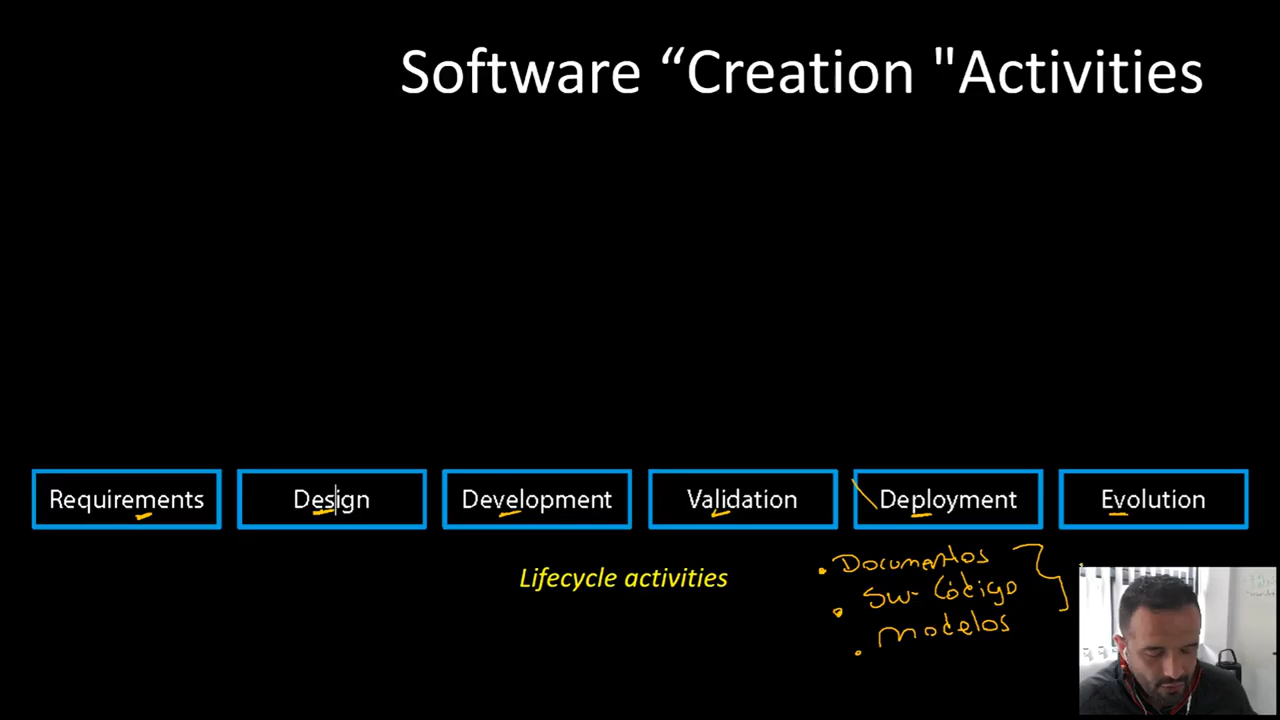 Software “Creation "Activities
Requirements Design Development Validation Deployment Evolution
Lifecycle activities
• Documentos
• SW- Código
• Modelos